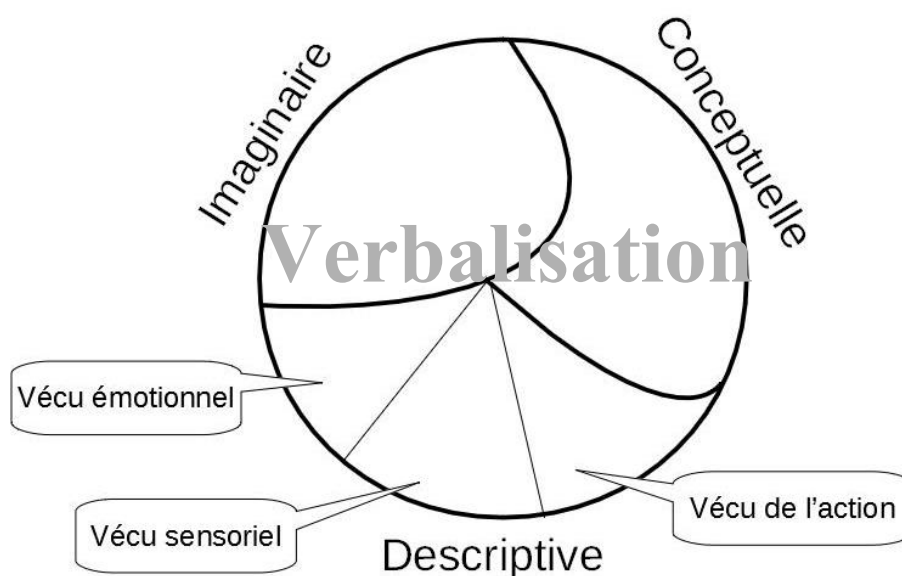 Imaginaire
Conceptuelle
Verbalisation
Vécu émotionnel
Vécu sensoriel
Vécu de l'action
Descriptive